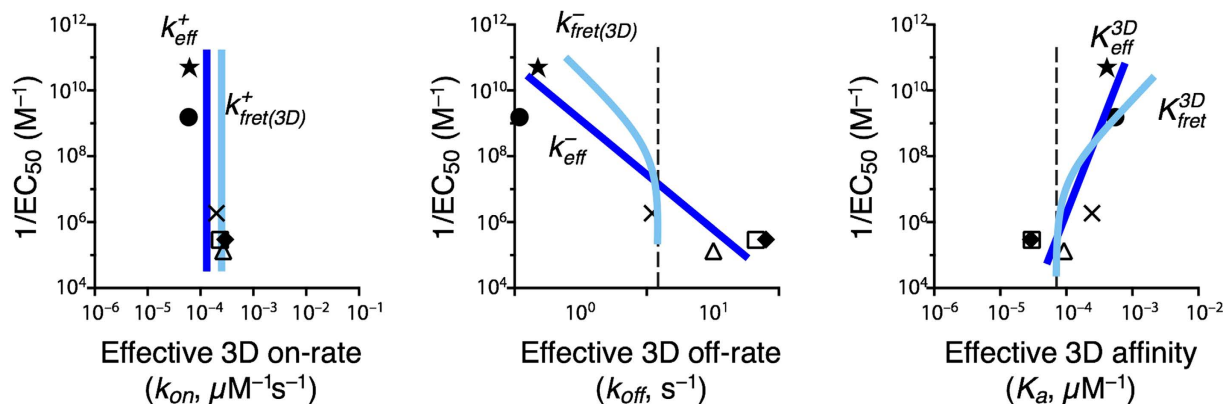 10¹²
10¹⁰
10⁸
10⁶
10⁴
1/EC₅₀ (M⁻¹)
k⁺eff
k⁺fret(3D)
10⁻⁶ 10⁻⁵ 10⁻⁴ 10⁻³ 10⁻² 10⁻¹
Effective 3D on-rate
(kon, µM⁻¹s⁻¹)
10¹²
10¹⁰
10⁸
10⁶
10⁴
1/EC₅₀ (M⁻¹)
k⁻fret(3D)
k⁻eff
10⁰ 10¹
Effective 3D off-rate
(koff, s⁻¹)
10¹²
10¹⁰
10⁸
10⁶
10⁴
1/EC₅₀ (M⁻¹)
K³ᴰeff
K³ᴰfret
10⁻⁶ 10⁻⁵ 10⁻⁴ 10⁻³ 10⁻²
Effective 3D affinity
(Ka, µM⁻¹)